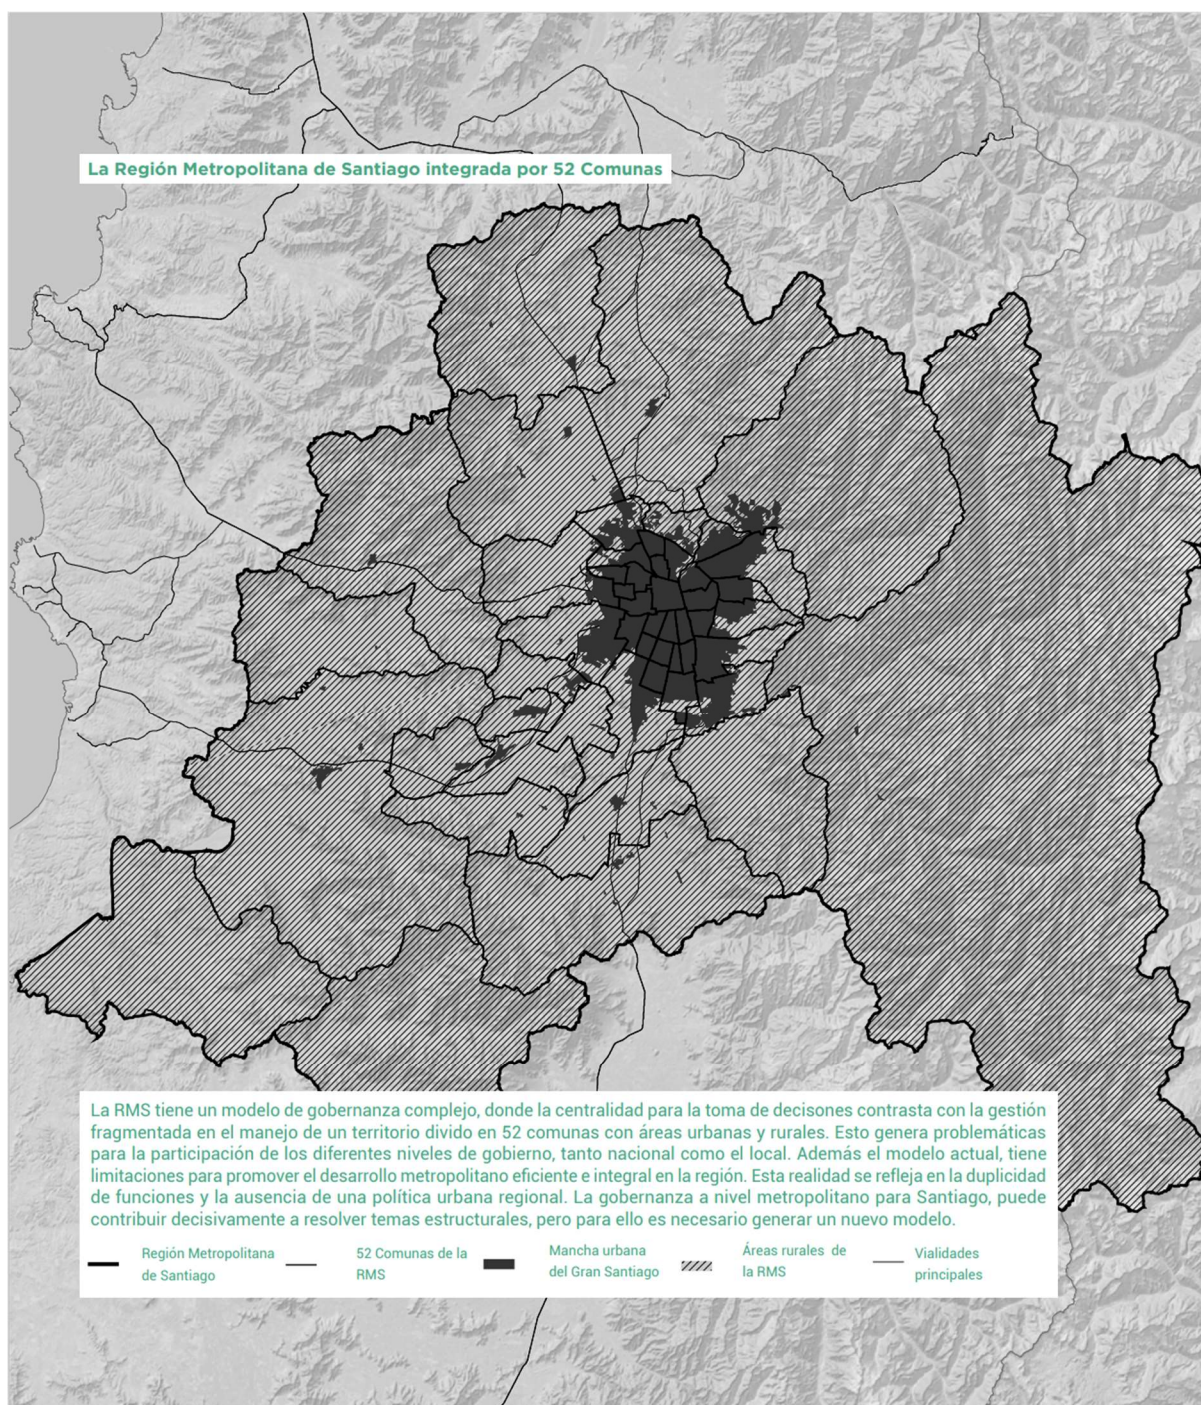 La Región Metropolitana de Santiago integrada por 52 Comunas
La RMS tiene un modelo de gobernanza complejo, donde la centralidad para la toma de decisones contrasta con la gestión
fragmentada en el manejo de un territorio divido en 52 comunas con áreas urbanas y rurales. Esto genera problemáticas
para la participación de los diferentes niveles de gobierno, tanto nacional como el local. Además el modelo actual, tiene
limitaciones para promover el desarrollo metropolitano eficiente e integral en la región. Esta realidad se refleja en la duplicidad
de funciones y la ausencia de una política urbana regional. La gobernanza a nivel metropolitano para Santiago, puede
contribuir decisivamente a resolver temas estructurales, pero para ello es necesario generar un nuevo modelo.
Región Metropolitana
de Santiago
52 Comunas de la
RMS
Mancha urbana
del Gran Santiago
Áreas rurales de
la RMS
Vialidades
principales